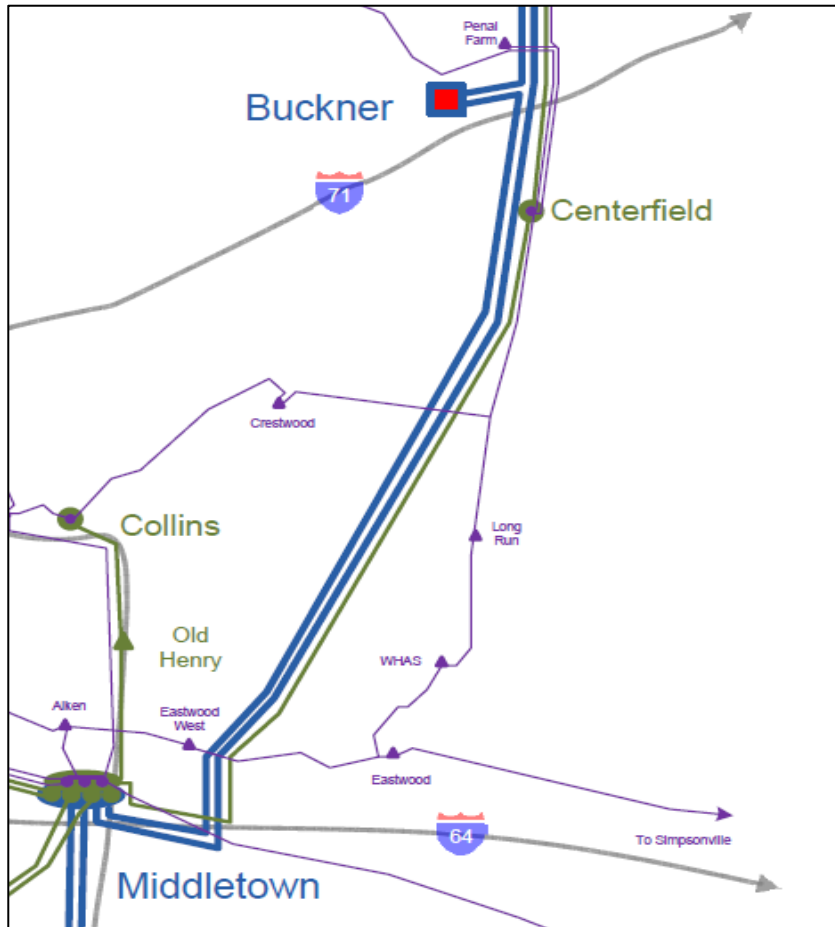 Penal
Farm
Buckner
71
Centerfield
Crestwood
Collins
Long
Run
Old
Henry
WHAS
Aiken
Eastwood
West
Eastwood
64
To Simpsonville
Middletown